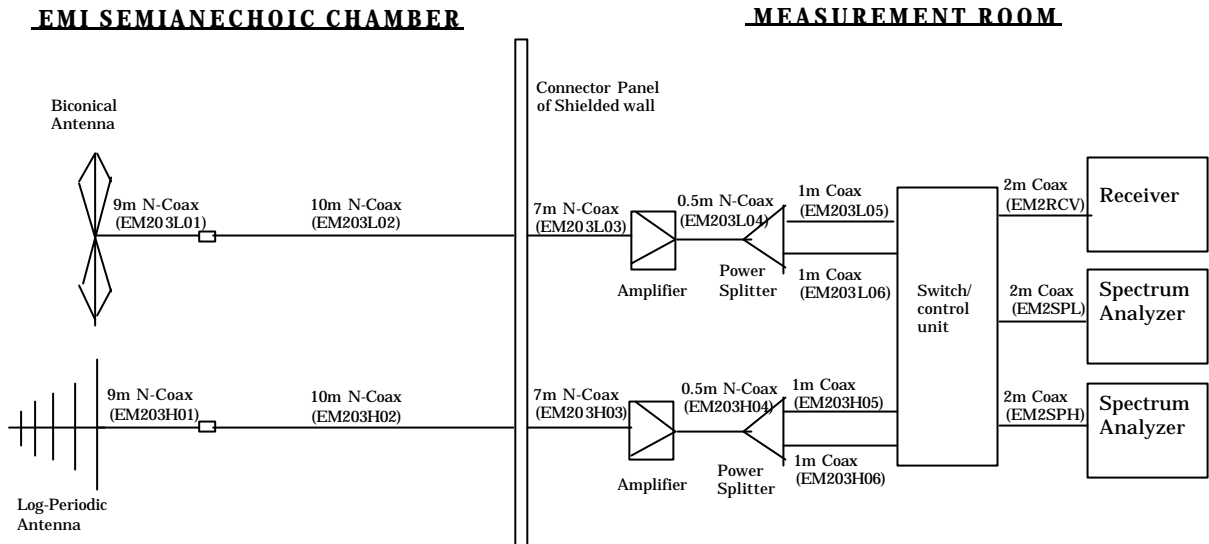 EMI SEMIANECHOIC CHAMBER
MEASUREMENT ROOM
Connector Panel
of Shielded wall
Biconical
Antenna
9m N-Coax
(EM203L01)
10m N-Coax
(EM203L02)
7m N-Coax
(EM203L03)
Amplifier
0.5m N-Coax
(EM203L04)
Power
Splitter
1m Coax
(EM203L05)
1m Coax
(EM203L06)
Switch/
control
unit
2m Coax
(EM2RCV)
Receiver
2m Coax
(EM2SPL)
Spectrum
Analyzer
Log-Periodic
Antenna
9m N-Coax
(EM203H01)
10m N-Coax
(EM203H02)
7m N-Coax
(EM203H03)
Amplifier
0.5m N-Coax
(EM203H04)
Power
Splitter
1m Coax
(EM203H05)
1m Coax
(EM203H06)
2m Coax
(EM2SPH)
Spectrum
Analyzer